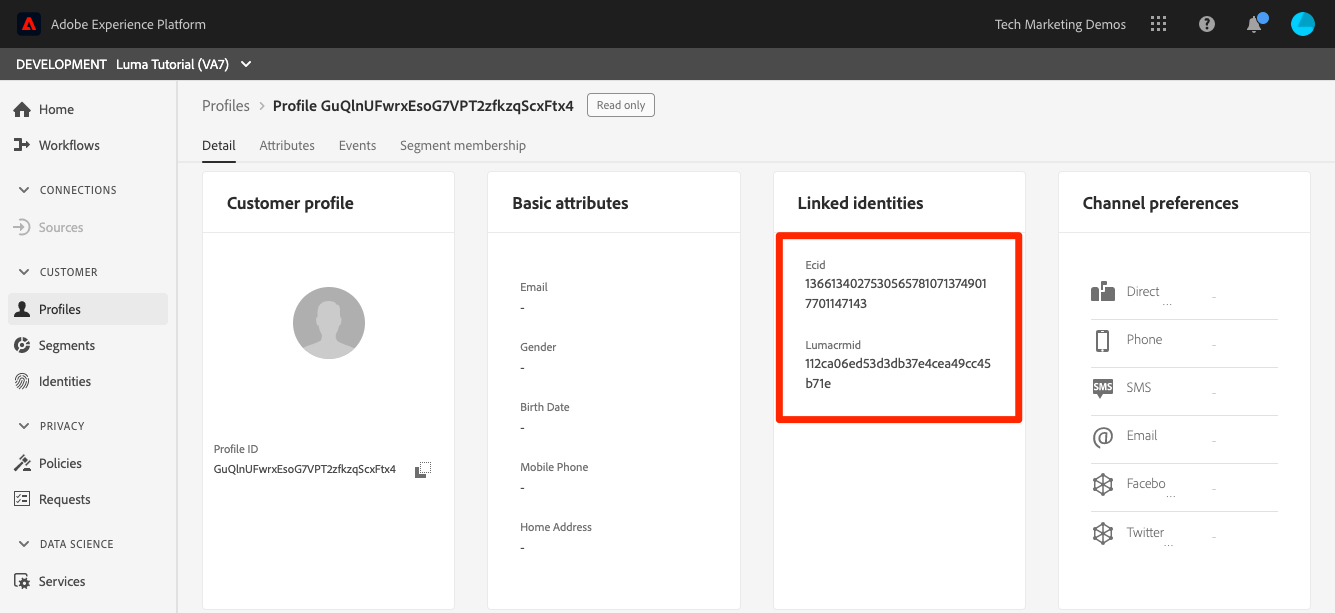 Adobe Experience Platform
Tech Marketing Demos
DEVELOPMENT Luma Tutorial (VA7)
Home
Workflows
CONNECTIONS
Sources
CUSTOMER
Profiles
Segments
Identities
PRIVACY
Policies
Requests
DATA SCIENCE
Services
Profiles > Profile GuQlnUFwrxEsoG7VPT2zfkzqScxFtx4 Read only
Detail Attributes Events Segment membership
Customer profile
Profile ID
GuQlnUFwrxEsoG7VPT2zfkzqScxFtx4
Basic attributes
Email
-
Gender
-
Birth Date
-
Mobile Phone
-
Home Address
-
Linked identities
Ecid
13661340275305657810713749017701147143
Lumacrmid
112ca06ed53d3db37e4cea49cc45
b71e
Channel preferences
Direct... -
Phone -
SMS -
Email -
Facebo... -
Twitter... -